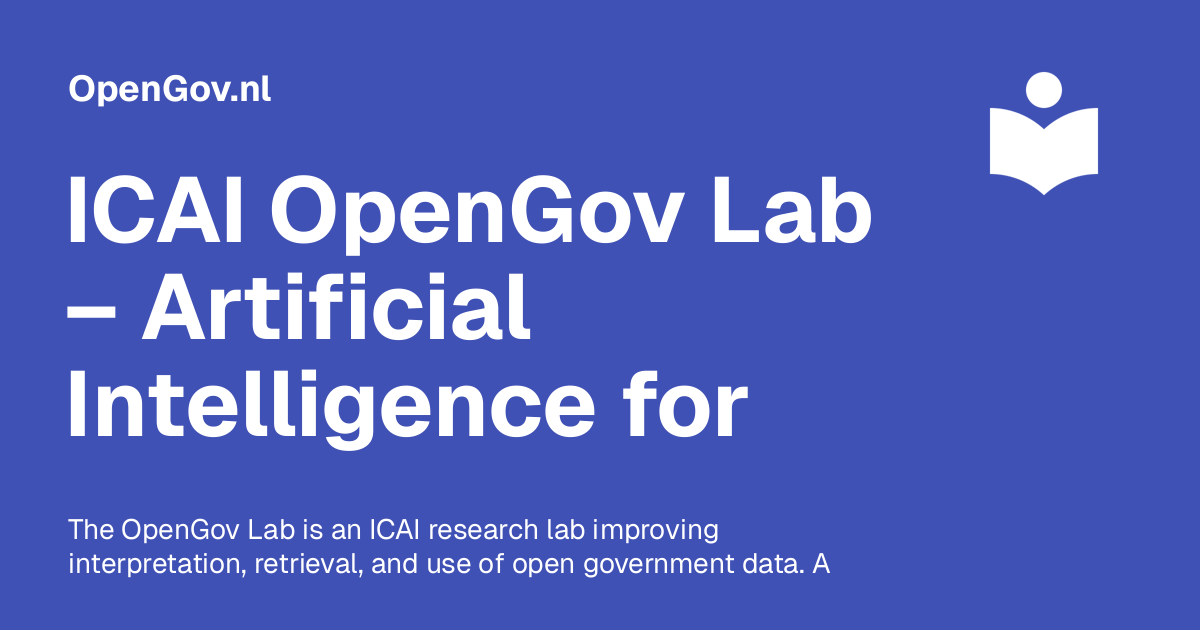 OpenGov.nl
ICAI OpenGov Lab
– Artificial
Intelligence for
The OpenGov Lab is an ICAI research lab improving
interpretation, retrieval, and use of open government data. A